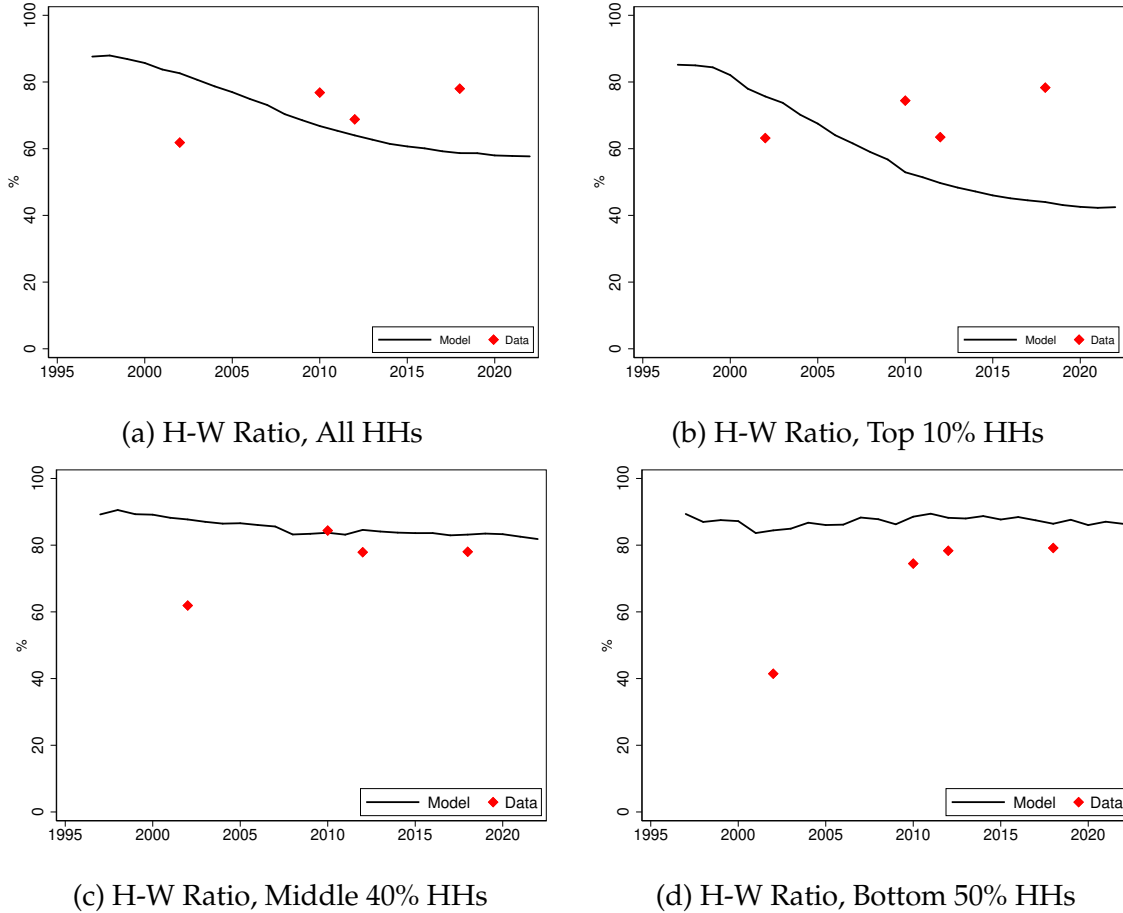 100
80
60
%
40
20
0
Model Data
1995 2000 2005 2010 2015 2020
(a) H-W Ratio, All HHs
100
80
60
%
40
20
0
Model Data
1995 2000 2005 2010 2015 2020
(b) H-W Ratio, Top 10% HHs
100
80
60
%
40
20
0
Model Data
1995 2000 2005 2010 2015 2020
(c) H-W Ratio, Middle 40% HHs
100
80
60
%
40
20
0
Model Data
1995 2000 2005 2010 2015 2020
(d) H-W Ratio, Bottom 50% HHs